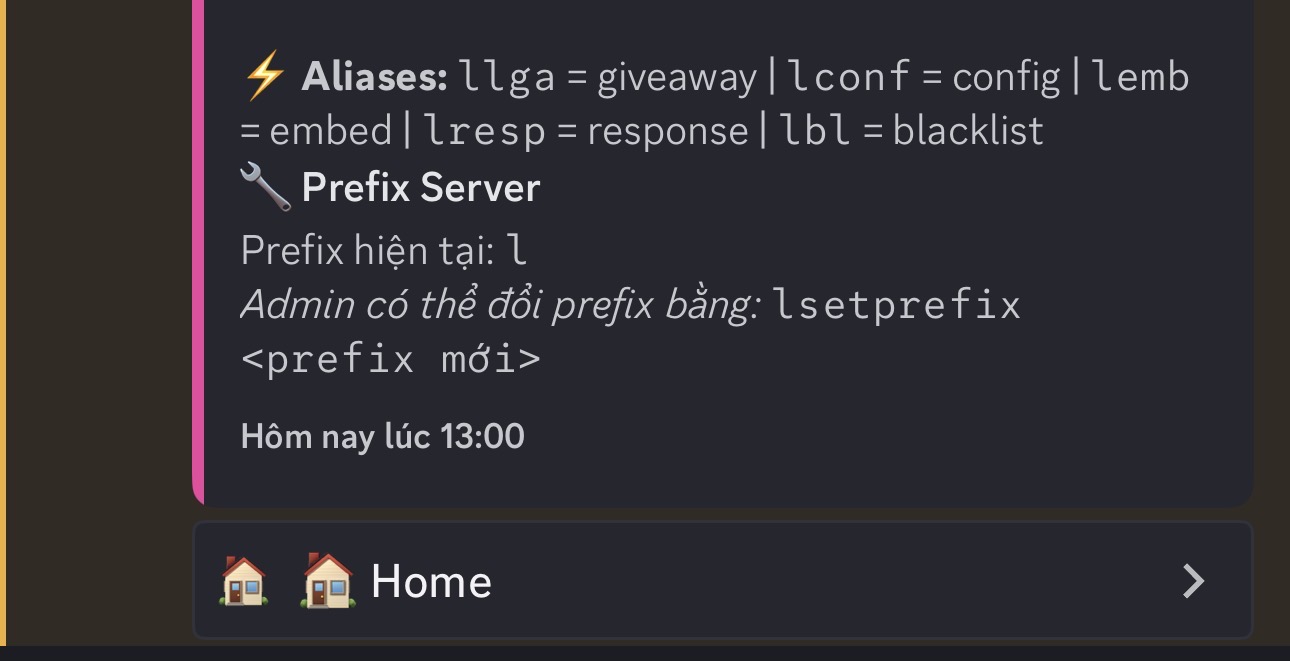 ⚡ Aliases: llga = giveaway | lconf = config | lemb
= embed | lresp = response | lbl = blacklist
🔧 Prefix Server
Prefix hiện tại: l
Admin có thể đổi prefix bằng: lsetprefix
<prefix mới>
Hôm nay lúc 13:00
🏠 🏠 Home